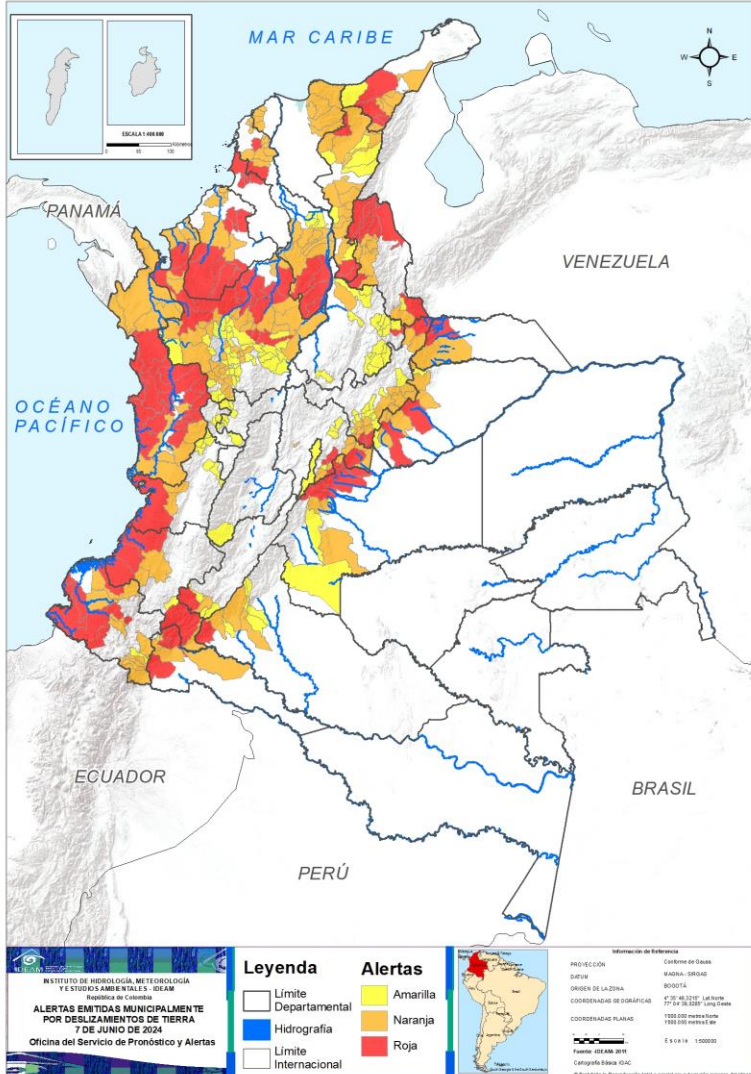 MAR CARIBE
N
W
E
S
ESCALA 1:400.000
PANAMÁ
VENEZUELA
OCÉANO
PACÍFICO
ECUADOR
BRASIL
PERÚ
IDEAM
INSTITUTO DE HIDROLOGÍA, METEOROLOGÍA
Y ESTUDIOS AMBIENTALES - IDEAM
República de Colombia
ALERTAS EMITIDAS MUNICIPALMENTE
POR DESLIZAMIENTOS DE TIERRA
7 DE JUNIO DE 2024
Oficina del Servicio de Pronóstico y Alertas
Leyenda
Límite
Departamental
Hidrografía
Límite
Internacional
Alertas
Amarilla
Naranja
Roja
Información de Referencia
PROYECCIÓN
Conforme de Gauss
DATUM
MAGNA - SIRGAS
ORIGEN DE LA ZONA
BOGOTÁ
COORDENADAS GEOGRÁFICAS
COORDENADAS PLANAS
1'000.000 metros Norte
1'000.000 metros Este
Fuente: IDEAM- 2011
Cartografía Básica: IGAC